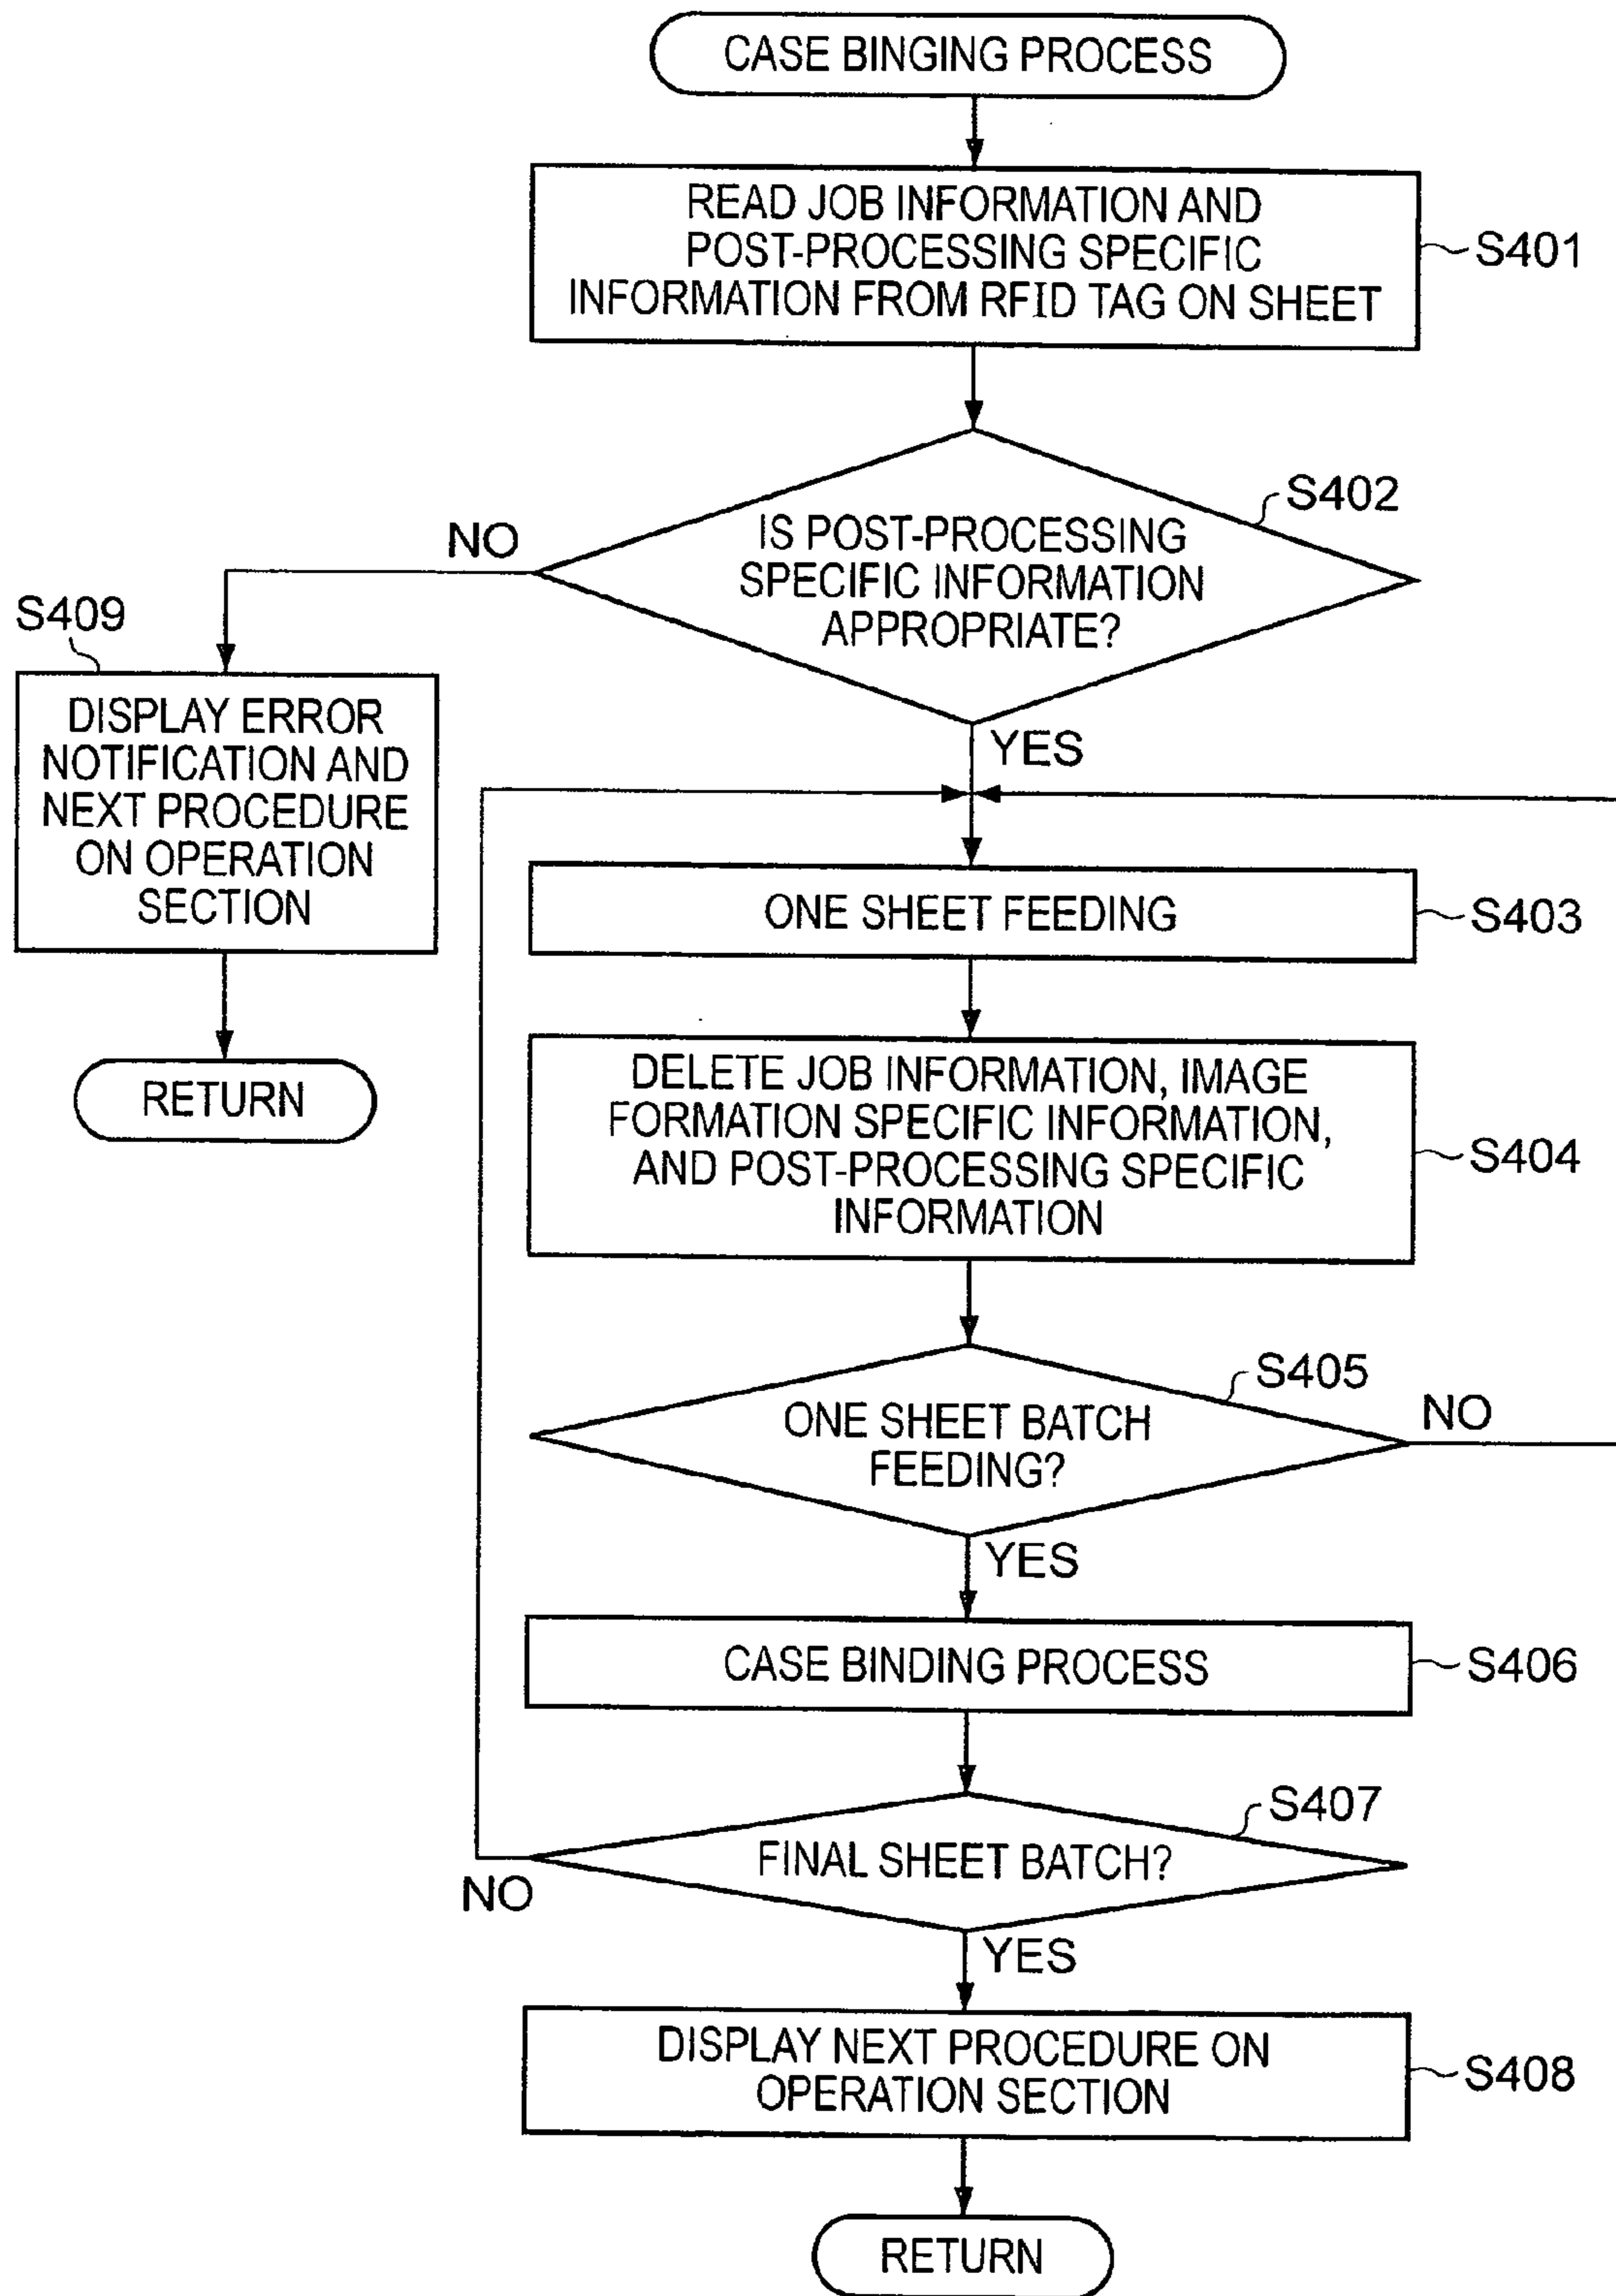 CASE BINGING PROCESS
READ JOB INFORMATION AND
POST-PROCESSING SPECIFIC
INFORMATION FROM RFID TAG ON SHEET
S401
S402
IS POST-PROCESSING
SPECIFIC INFORMATION
APPROPRIATE?
NO
YES
S409
DISPLAY ERROR
NOTIFICATION AND
NEXT PROCEDURE
ON OPERATION
SECTION
RETURN
ONE SHEET FEEDING
S403
DELETE JOB INFORMATION, IMAGE
FORMATION SPECIFIC INFORMATION,
AND POST-PROCESSING SPECIFIC
INFORMATION
S404
S405
ONE SHEET BATCH
FEEDING?
NO
YES
CASE BINDING PROCESS
S406
S407
FINAL SHEET BATCH?
NO
YES
DISPLAY NEXT PROCEDURE ON
OPERATION SECTION
S408
RETURN